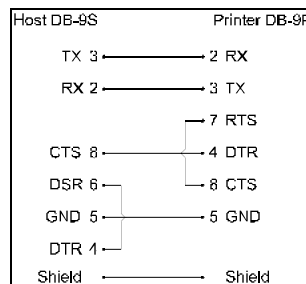 Host DB-9S Printer DB-9P
TX 3 2 RX
RX 2 3 TX
7 RTS
CTS 8 4 DTR
DSR 6 8 CTS
GND 5 5 GND
DTR 4
Shield Shield